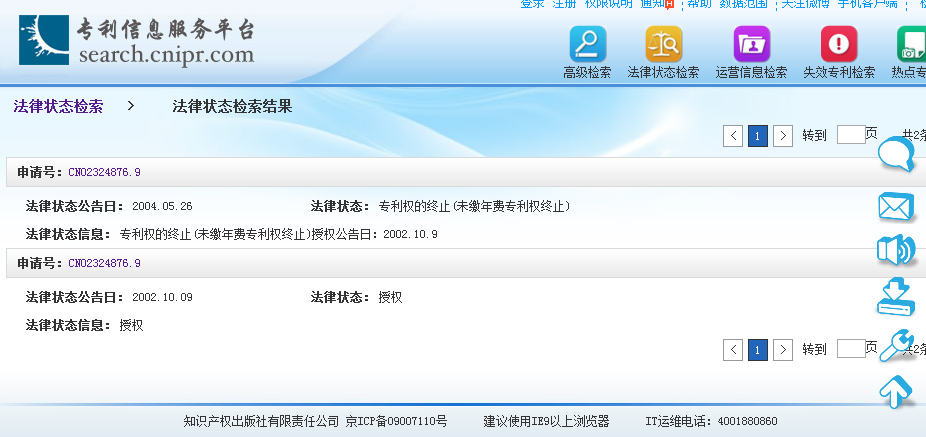 登录 注册 权限说明 通知 帮助 数据范围 关注微博 手机客户端
专利信息服务平台
search.cnipr.com
高级检索 法律状态检索 运营信息检索 失效专利检索 热点专
法律状态检索 > 法律状态检索结果
< 1 > 转到 页 共2条
申请号：CN02324876.9
法律状态公告日： 2004.05.26 法律状态： 专利权的终止(未缴年费专利权终止)
法律状态信息： 专利权的终止(未缴年费专利权终止)授权公告日：2002.10.9
申请号：CN02324876.9
法律状态公告日： 2002.10.09 法律状态： 授权
法律状态信息： 授权
< 1 > 转到 页 共2条
知识产权出版社有限责任公司 京ICP备09007110号 建议使用IE9以上浏览器 IT运维电话：4001880860